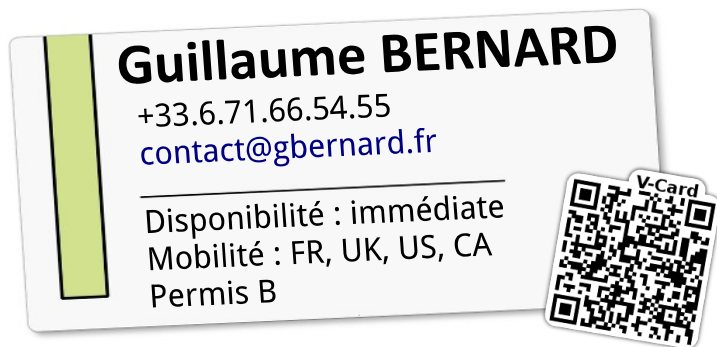 Guillaume BERNARD
+33.6.71.66.54.55
contact@gbernard.fr
Disponibilité : immédiate
Mobilité : FR, UK, US, CA
Permis B
V-Card